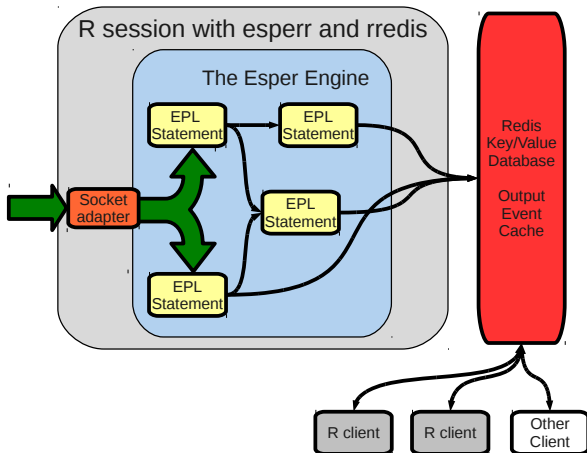 R session with esperr and rredis
The Esper Engine
EPL
Statement
EPL
Statement
EPL
Statement
Socket
adapter
EPL
Statement
Redis
Key/Value
Database
Output
Event
Cache
R client
R client
Other
Client